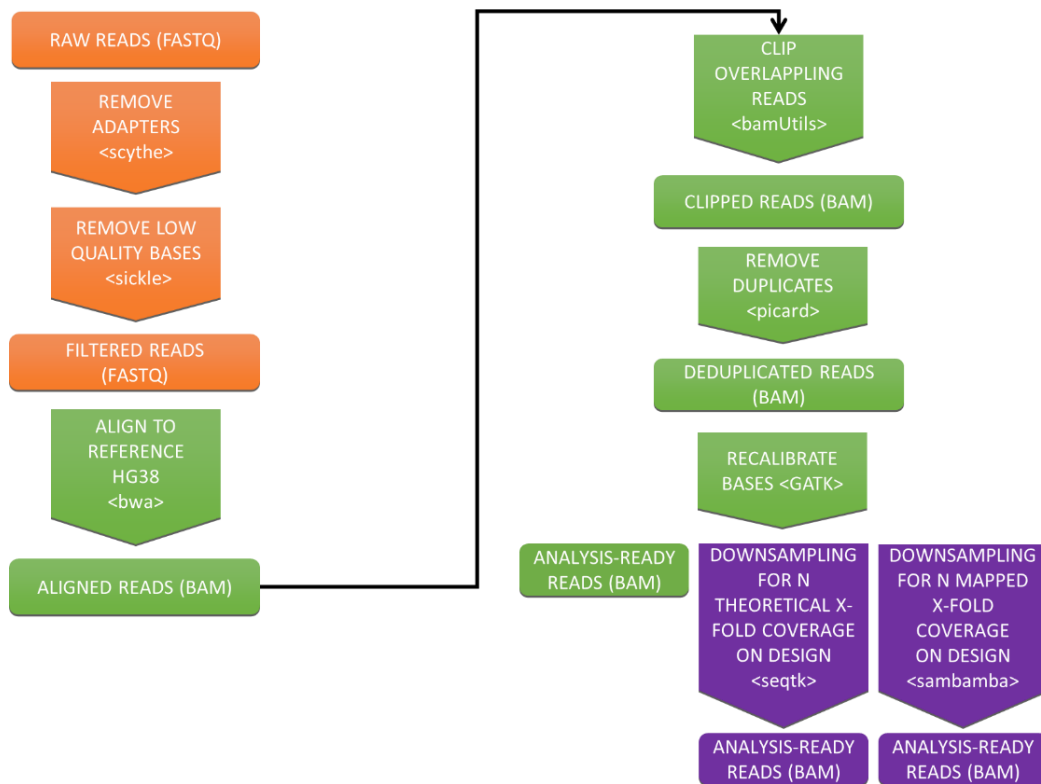 RAW READS (FASTQ)
REMOVE
ADAPTERS
<scythe>
REMOVE LOW
QUALITY BASES
<sickle>
FILTERED READS
(FASTQ)
ALIGN TO
REFERENCE
HG38
<bwa>
ALIGNED READS (BAM)
CLIP
OVERLAPPLING
READS
<bamUtils>
CLIPPED READS (BAM)
REMOVE
DUPLICATES
<picard>
DEDUPLICATED READS
(BAM)
RECALIBRATE
BASES <GATK>
ANALYSIS-READY
READS (BAM)
DOWNSAMPLING
FOR N
THEORETICAL X-
FOLD COVERAGE
ON DESIGN
<seqtk>
DOWNSAMPLING
FOR N MAPPED
X-FOLD
COVERAGE
ON DESIGN
<sambamba>
ANALYSIS-READY
READS (BAM)
ANALYSIS-READY
READS (BAM)